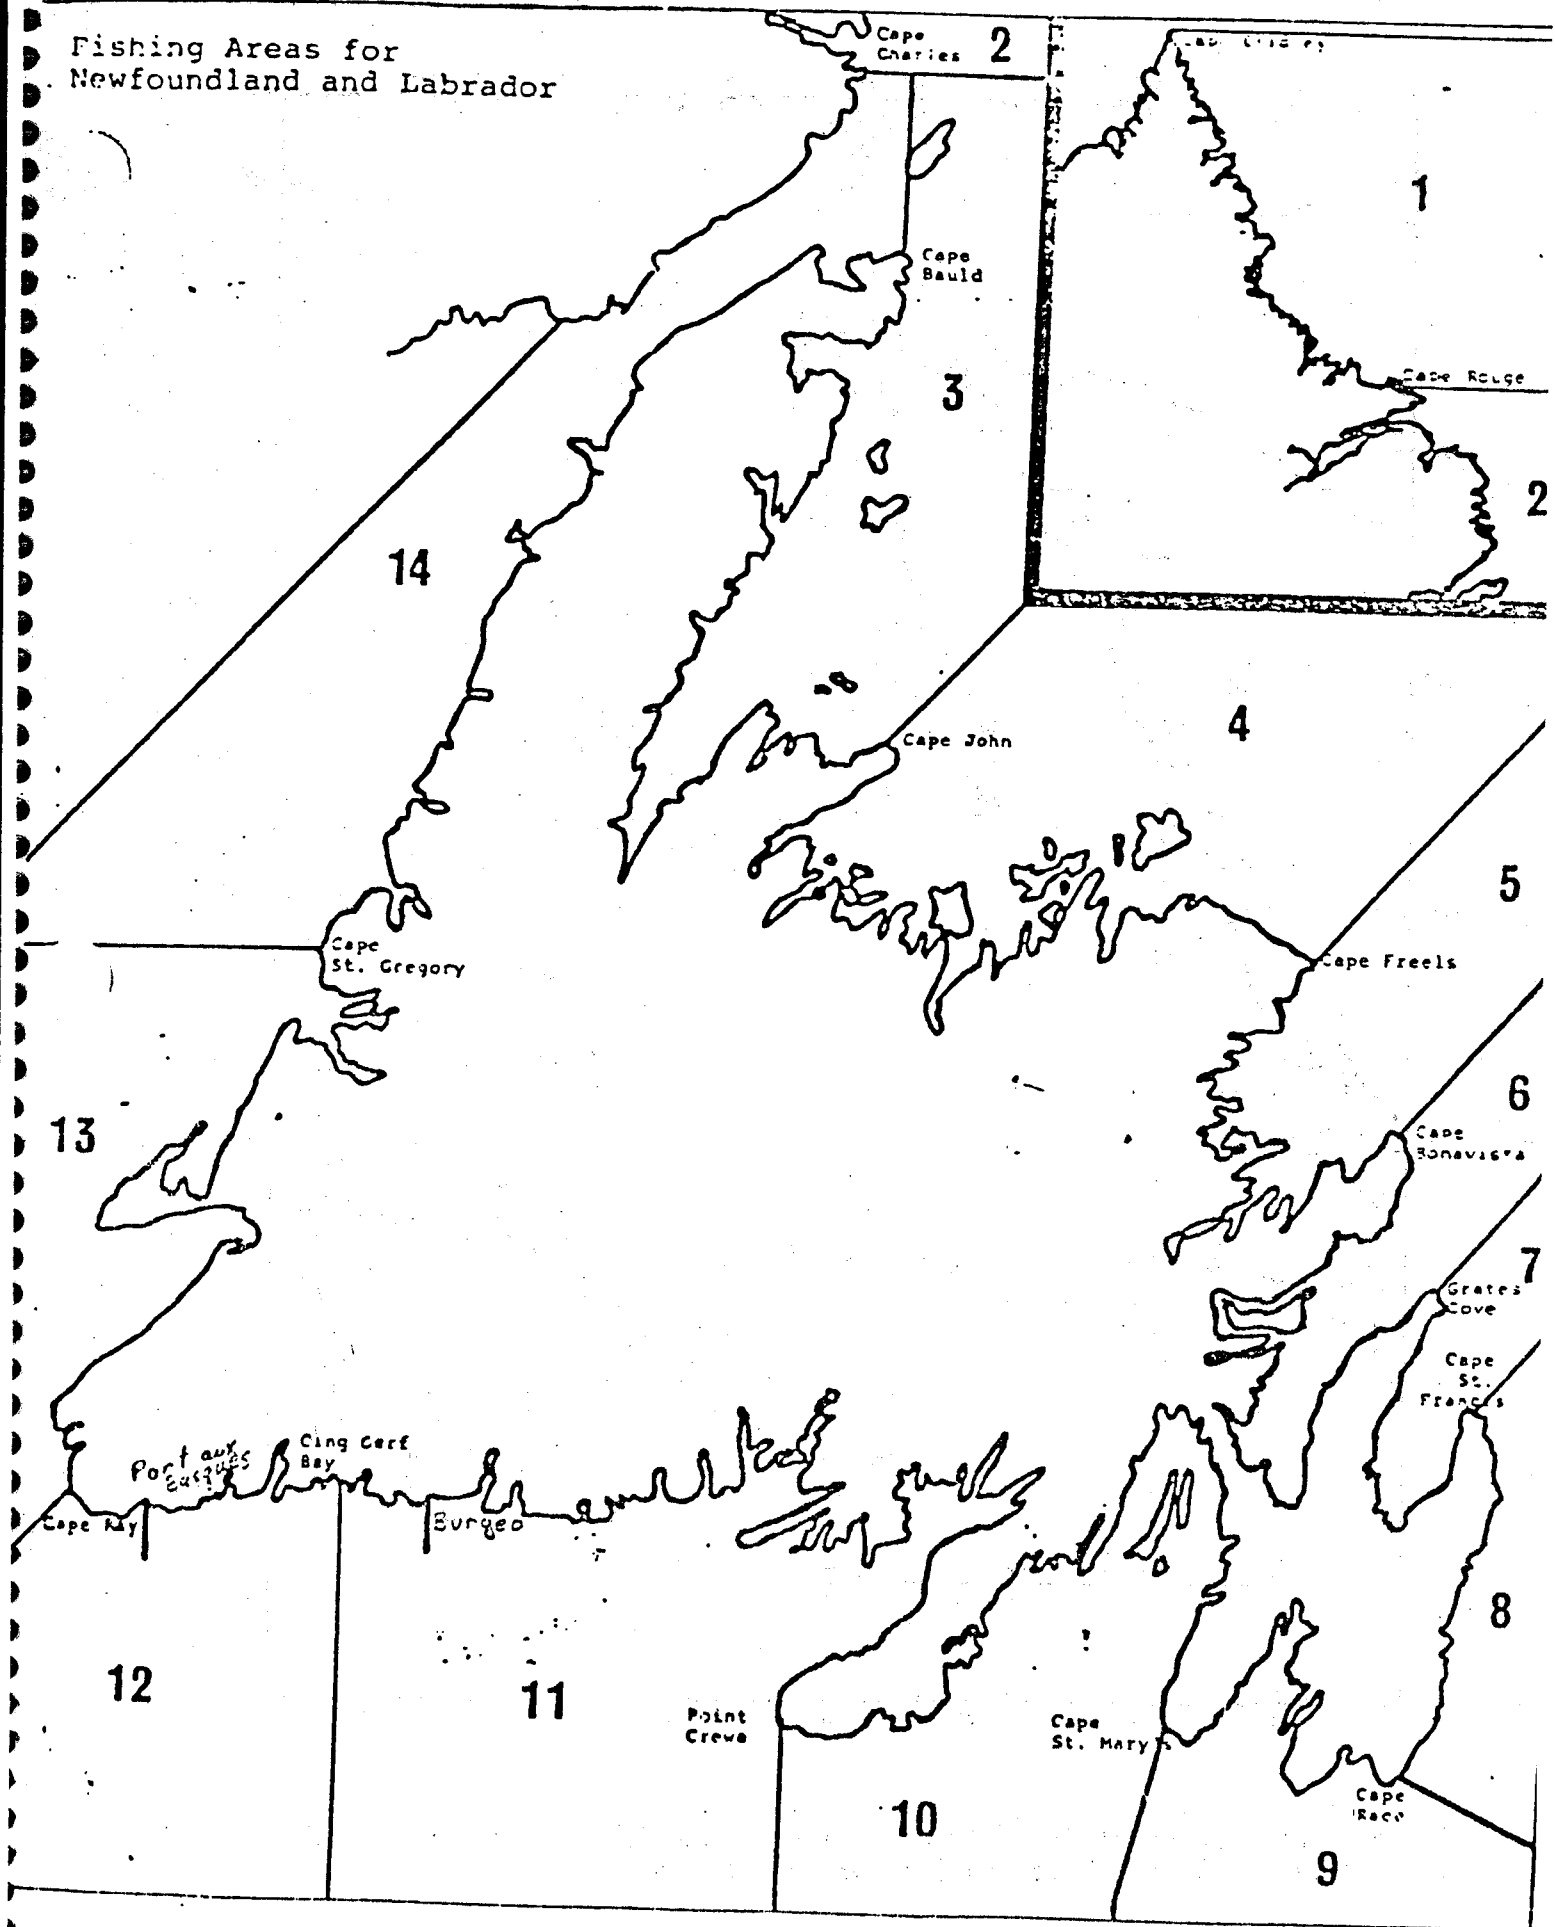 Fishing Areas for
Newfoundland and Labrador
Cape
Charles
2
1
Cape
Bauld
3
Cape Rouge
2
14
4
Cape John
5
Cape
St. Gregory
Cape Freels
6
13
Cape
Bonavista
7
Grates
Cove
Cape
St.
Francis
Port aux
Basques
Cinq Cerf
Bay
Cape Ray
Burgeo
8
12
11
Point
Crewe
Cape
St. Mary's
10
Cape
Race
9